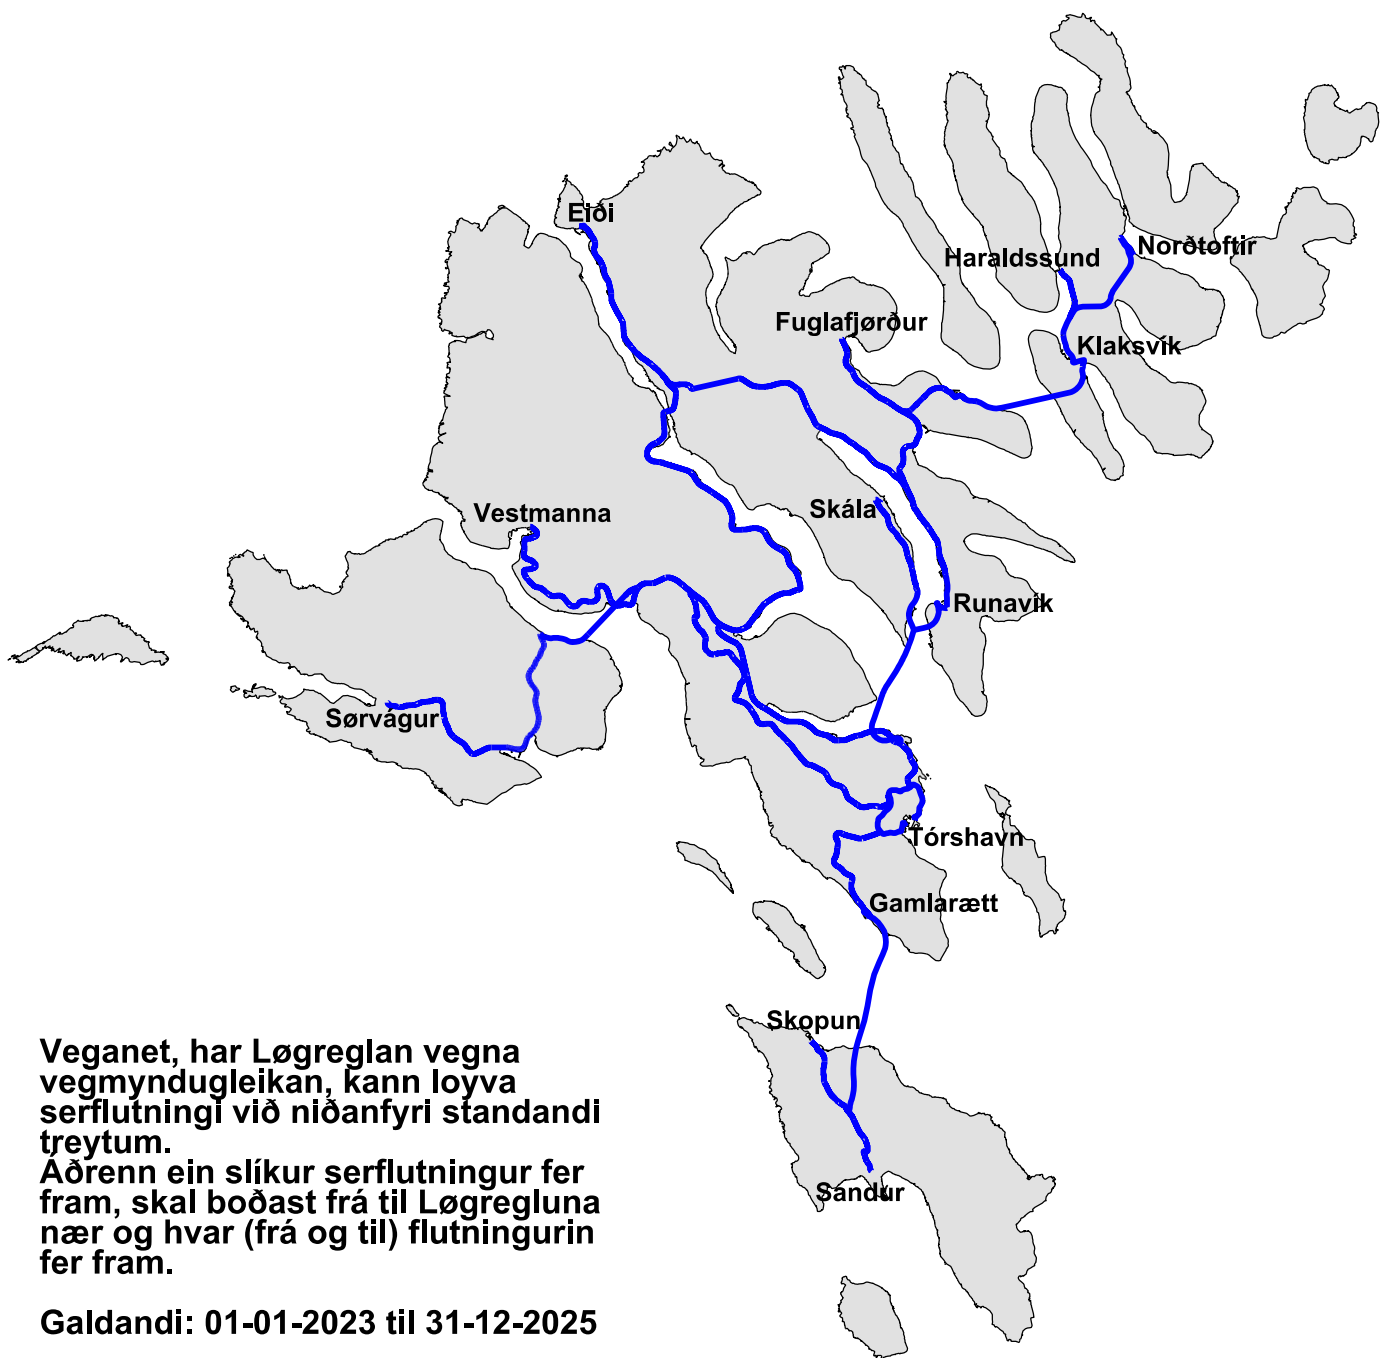 Eiði
Norðtoftir
Haraldssund
Fuglafjørður
Klaksvík
Skála
Vestmanna
Runavík
Sørvágur
Tórshavn
Gamlarætt
Skopun
Sandur
Veganet, har Løgreglan vegna
vegmyndugleikan, kann loyva
serflutningi við niðanfyri standandi
treytum.
Áðrenn ein slíkur serflutningur fer
fram, skal boðast frá til Løgregluna
nær og hvar (frá og til) flutningurin
fer fram.
Galdandi: 01-01-2023 til 31-12-2025